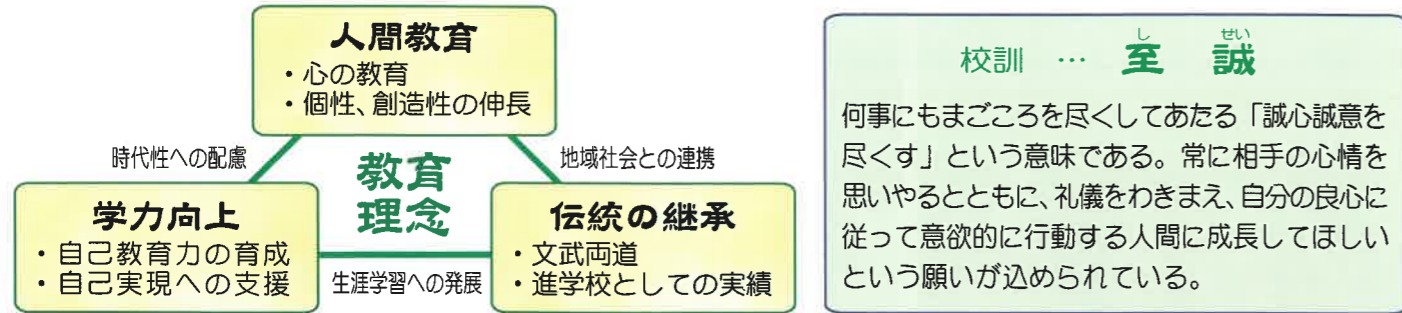 人間教育
・心の教育
・個性、創造性の伸長
時代性への配慮
地域社会との連携
教育
理念
学力向上
・自己教育力の育成
・自己実現への支援
生涯学習への発展
伝統の継承
・文武両道
・進学校としての実績
し せい
校訓 … 至 誠
何事にもまごころを尽くしてあたる「誠心誠意を
尽くす」という意味である。常に相手の心情を
思いやるとともに、礼儀をわきまえ、自分の良心に
従って意欲的に行動する人間に成長してほしい
という願いが込められている。